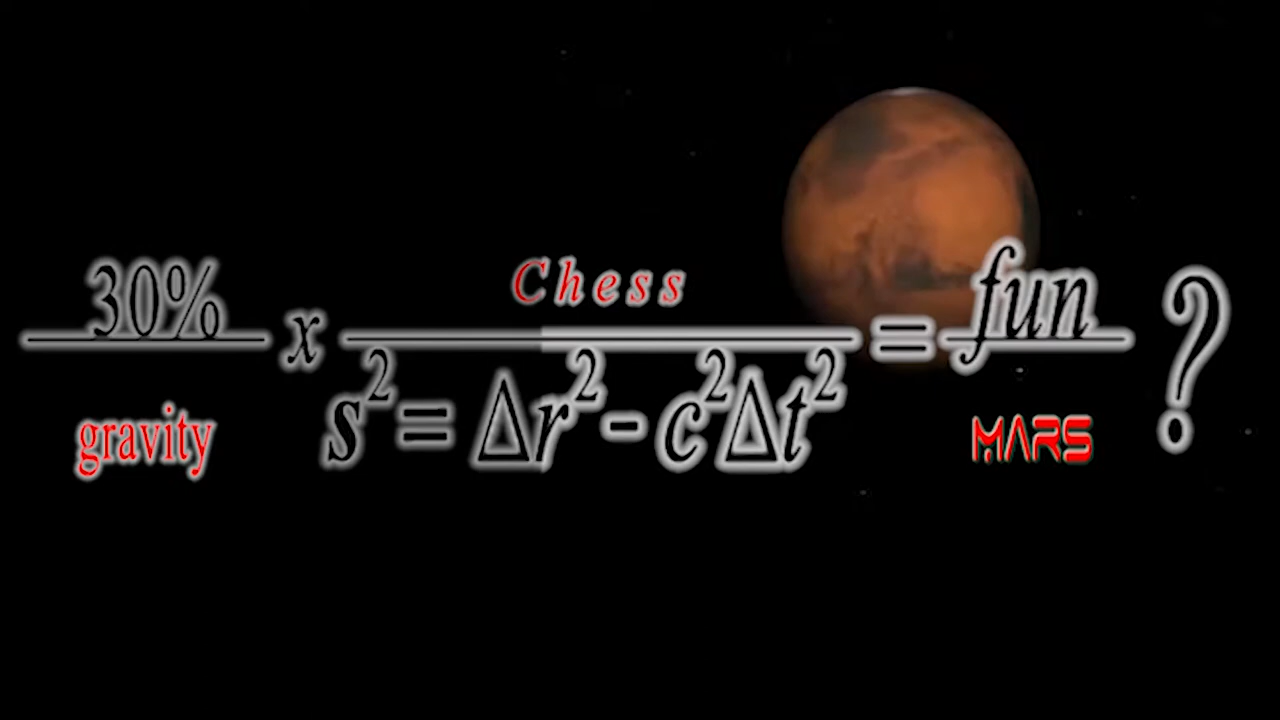 30% x Chess = fun ?
gravity s² = Δr² - c²Δt² MARS